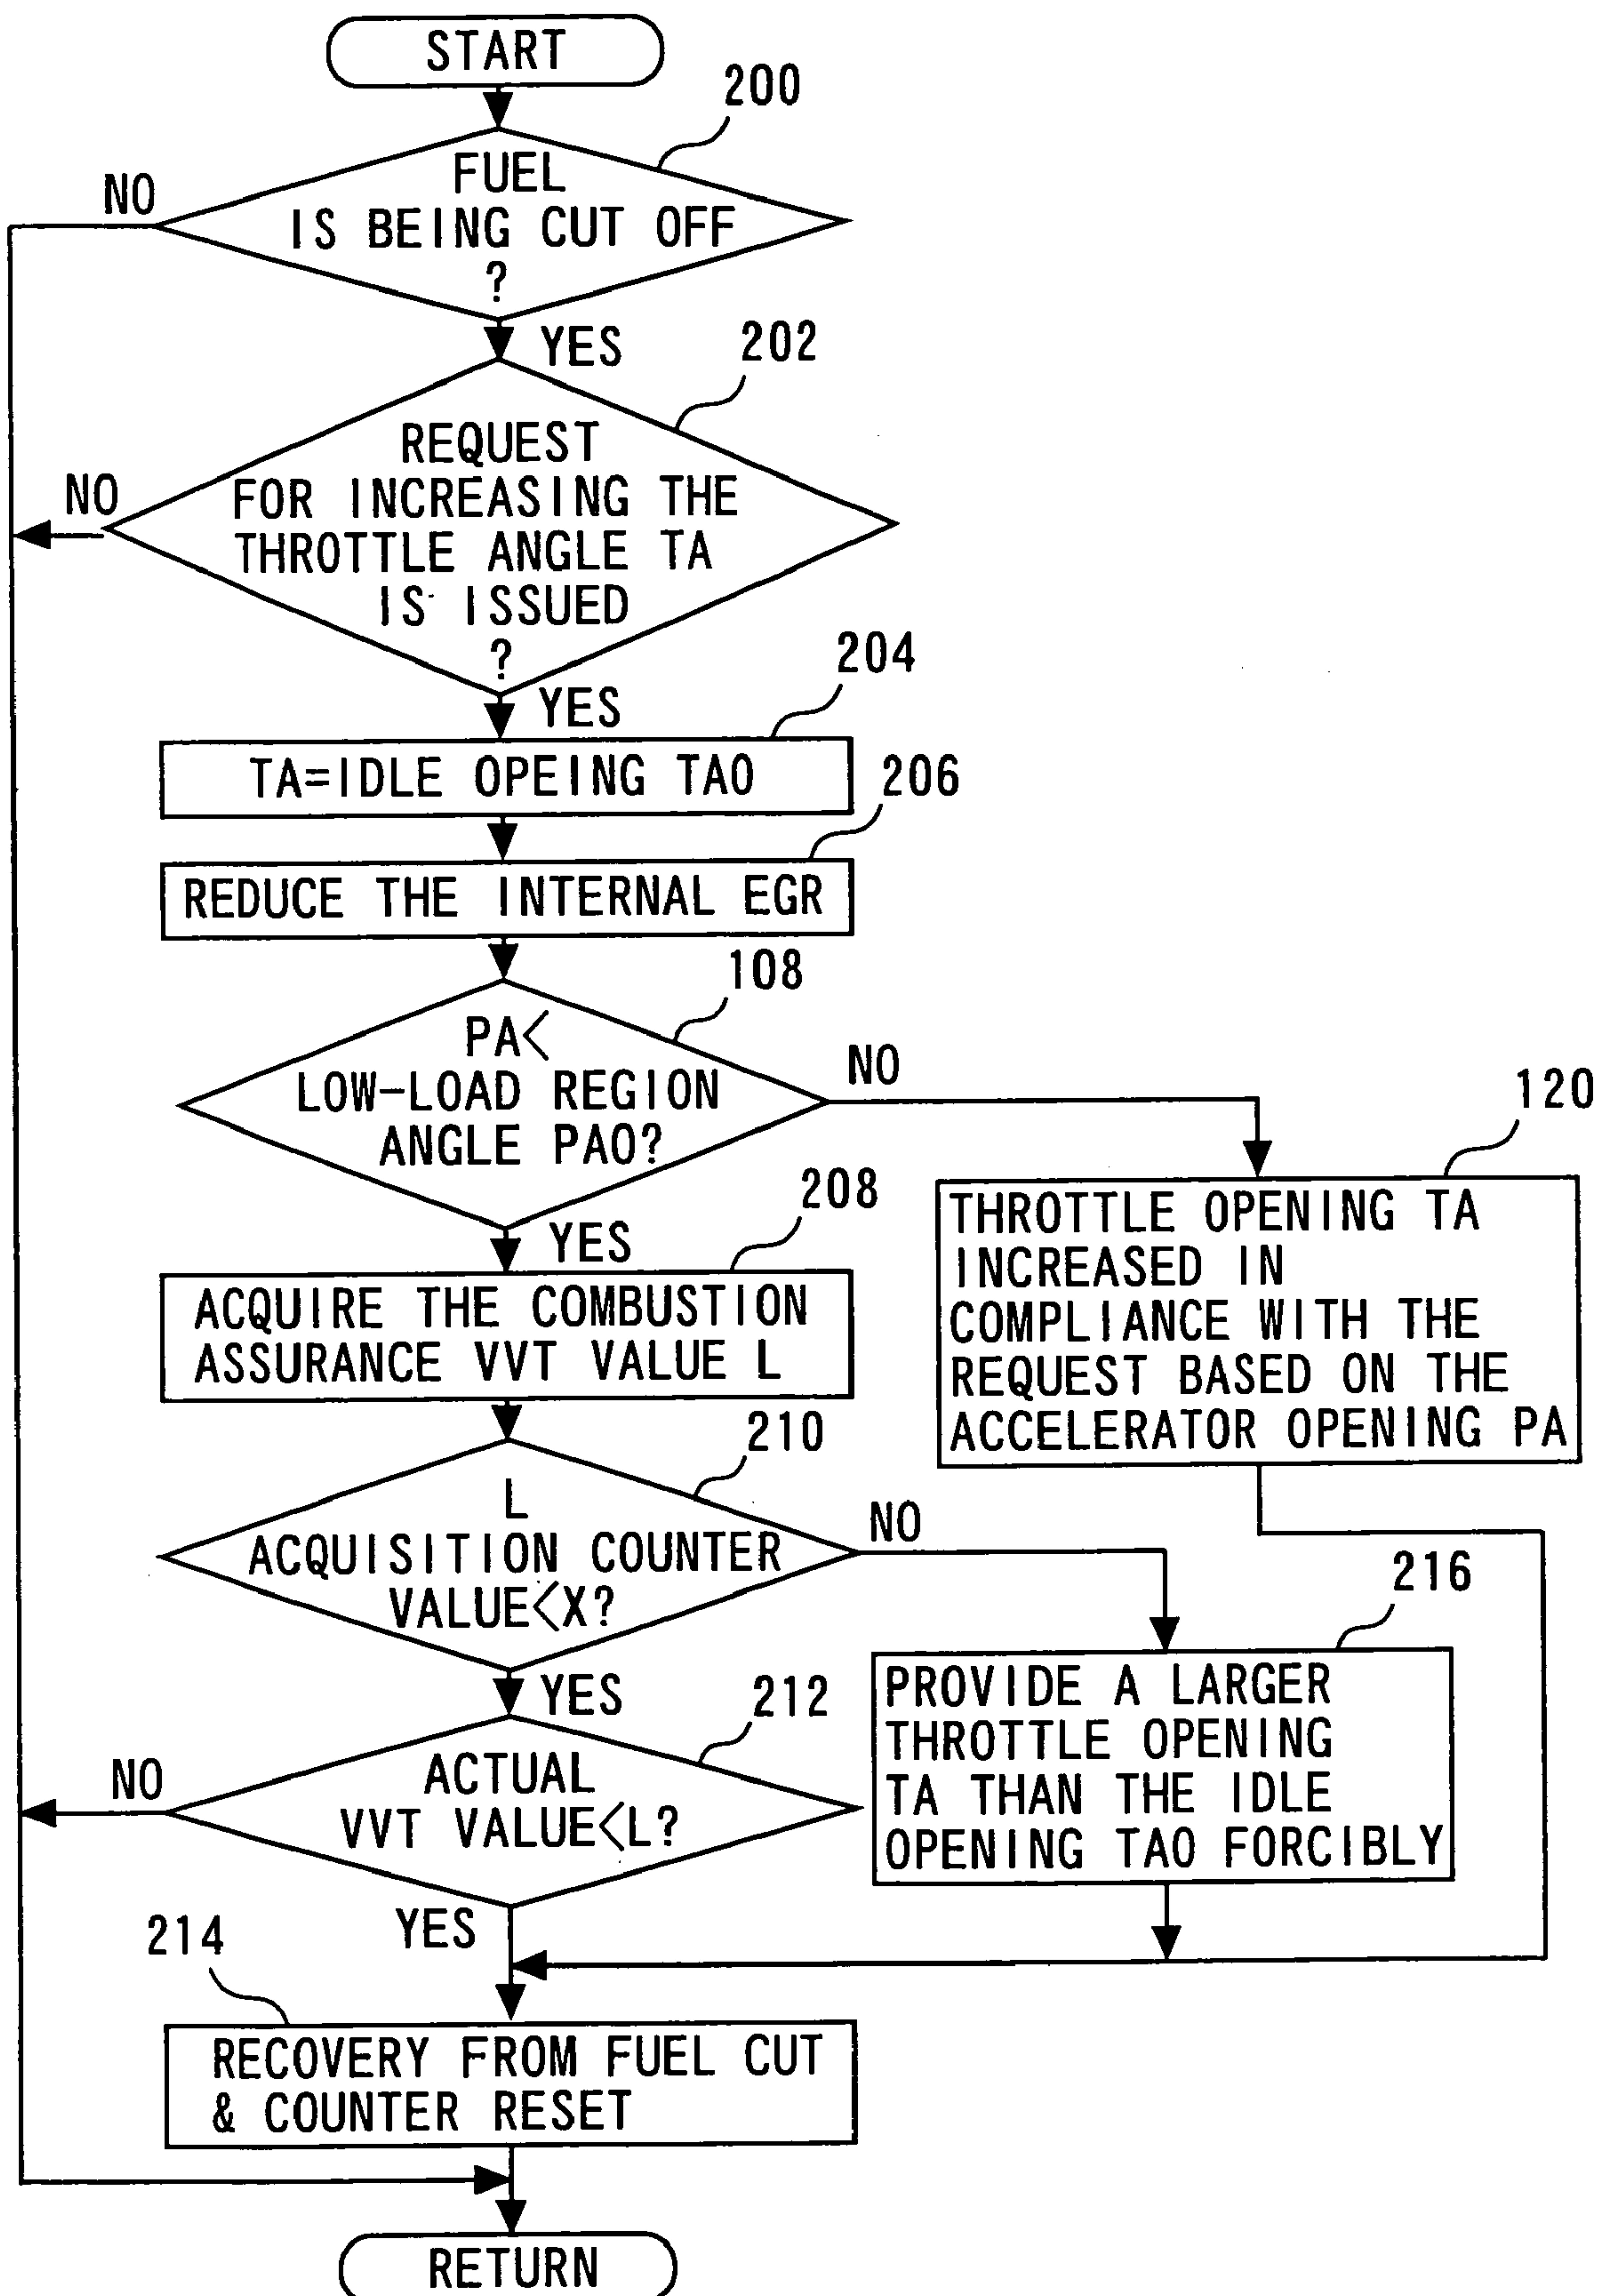 START
200
FUEL
IS BEING CUT OFF
?
NO
YES
202
REQUEST
FOR INCREASING THE
THROTTLE ANGLE TA
IS ISSUED
?
NO
YES
204
TA=IDLE OPEING TA0
206
REDUCE THE INTERNAL EGR
108
PA<
LOW-LOAD REGION
ANGLE PA0?
NO
YES
120
THROTTLE OPENING TA
INCREASED IN
COMPLIANCE WITH THE
REQUEST BASED ON THE
ACCELERATOR OPENING PA
208
ACQUIRE THE COMBUSTION
ASSURANCE VVT VALUE L
210
L
ACQUISITION COUNTER
VALUE<X?
NO
YES
216
PROVIDE A LARGER
THROTTLE OPENING
TA THAN THE IDLE
OPENING TA0 FORCIBLY
212
ACTUAL
VVT VALUE<L?
NO
YES
214
RECOVERY FROM FUEL CUT
& COUNTER RESET
RETURN